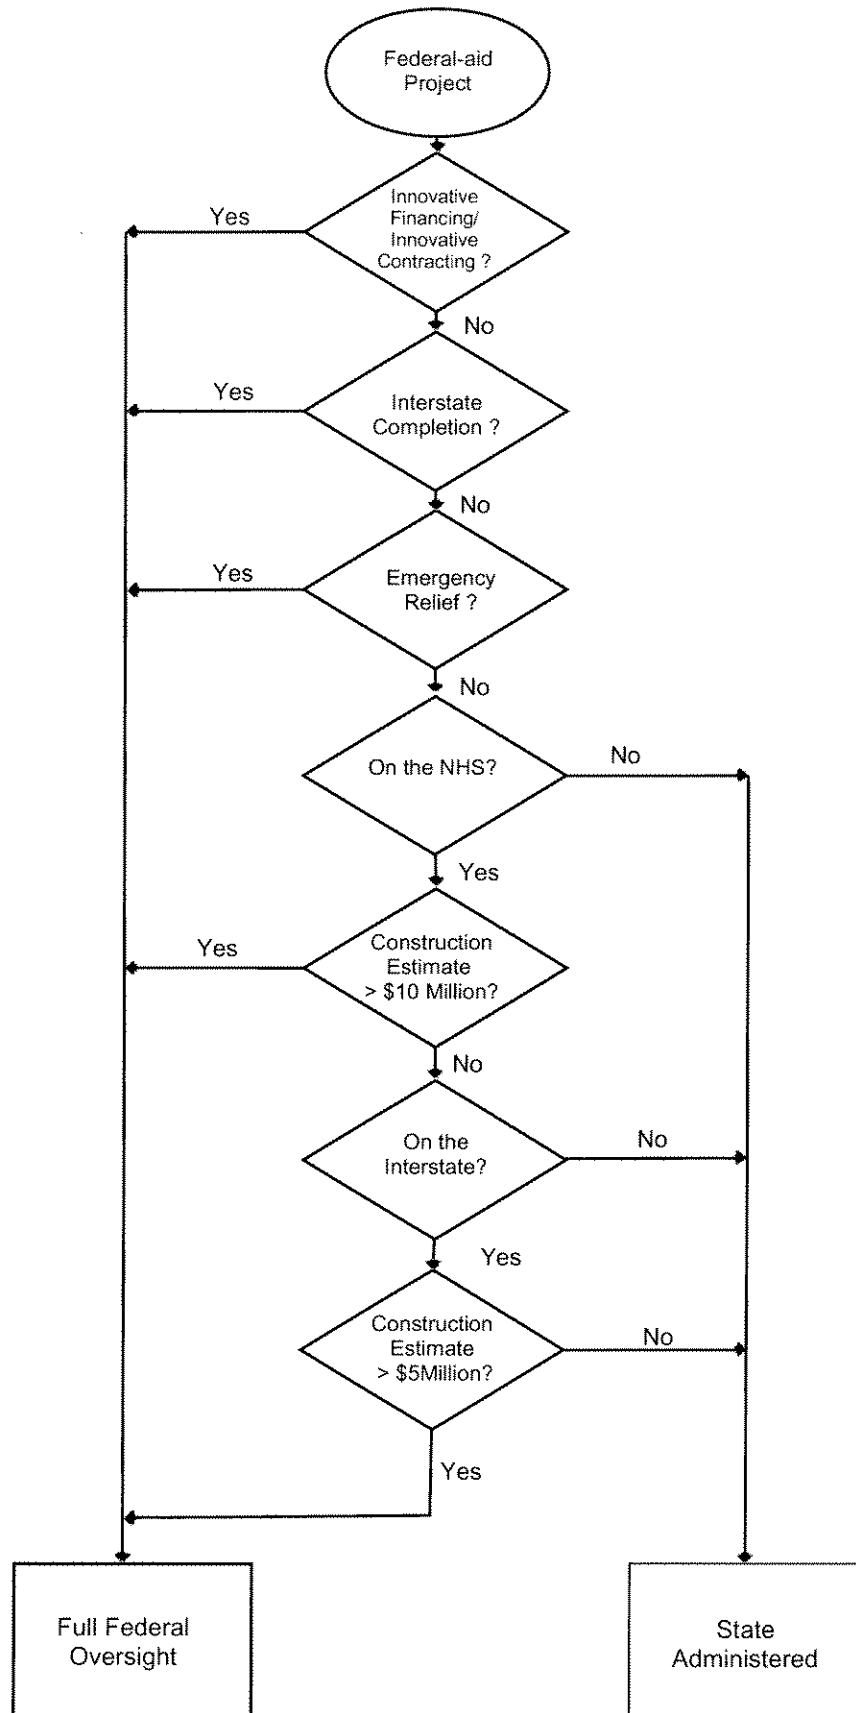 Federal-aid
Project
Innovative
Financing/
Innovative
Contracting ?
Yes
No
Interstate
Completion ?
Yes
No
Emergency
Relief ?
Yes
No
On the NHS?
No
Yes
Construction
Estimate
> $10 Million?
Yes
No
On the
Interstate?
No
Yes
Construction
Estimate
> $5Million?
No
Yes
Full Federal
Oversight
State
Administered